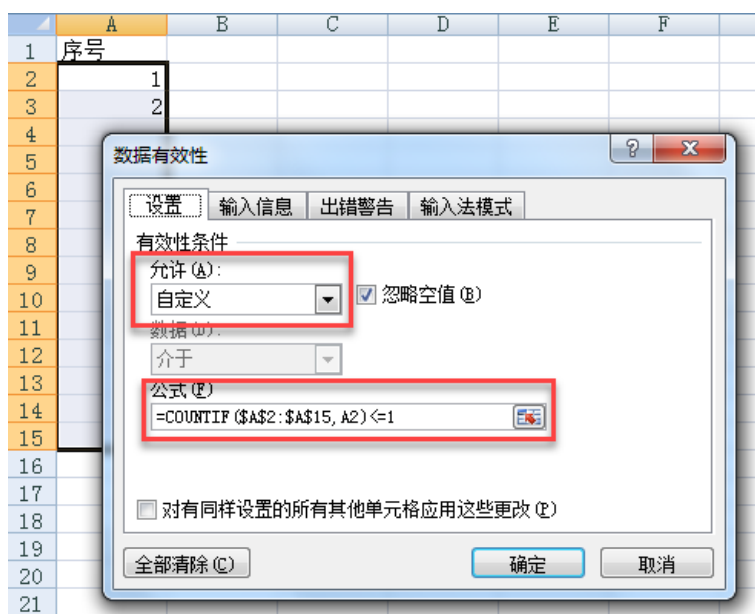 A B C D E F
1 序号
2 1
3 2
4
5 数据有效性
6 设置 输入信息 出错警告 输入法模式
7
8 有效性条件
9 允许(A):
10 自定义 忽略空值(B)
11 数据(D):
12 介于
13 公式(F)
14 =COUNTIF($A$2:$A$15,A2)<=1
15
16
17
18 对有同样设置的所有其他单元格应用这些更改(P)
19
20 全部清除(C) 确定 取消
21